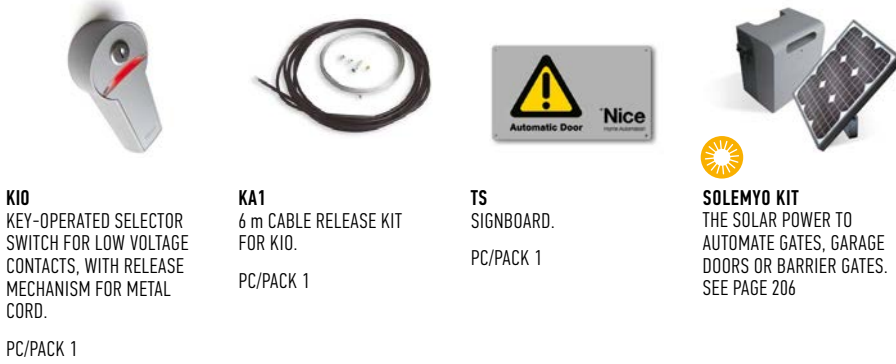 Automatic Door
Nice
Home Automation
KIO
KEY-OPERATED SELECTOR
SWITCH FOR LOW VOLTAGE
CONTACTS, WITH RELEASE
MECHANISM FOR METAL
CORD.
PC/PACK 1
KA1
6 m CABLE RELEASE KIT
FOR KIO.
PC/PACK 1
TS
SIGNBOARD.
PC/PACK 1
SOLEMYO KIT
THE SOLAR POWER TO
AUTOMATE GATES, GARAGE
DOORS OR BARRIER GATES.
SEE PAGE 206